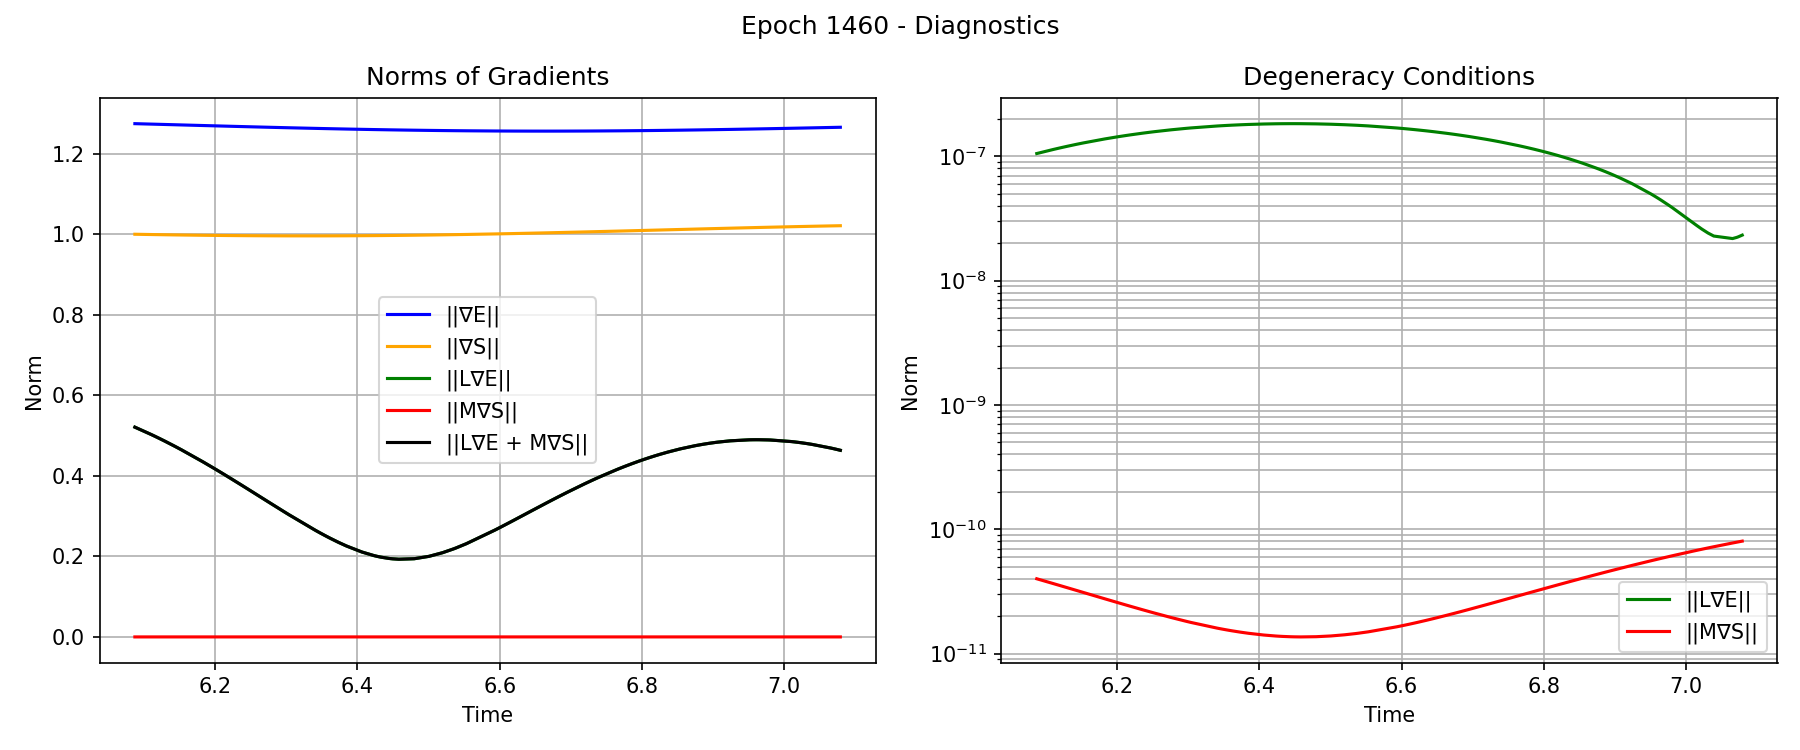 Epoch 1460 - Diagnostics
Norms of Gradients
Norm
1.2
1.0
0.8
0.6
0.4
0.2
0.0
||∇E||
||∇S||
||L∇E||
||M∇S||
||L∇E + M∇S||
6.2
6.4
6.6
6.8
7.0
Time
Degeneracy Conditions
Norm
10⁻⁷
10⁻⁸
10⁻⁹
10⁻¹⁰
10⁻¹¹
||L∇E||
||M∇S||
6.2
6.4
6.6
6.8
7.0
Time